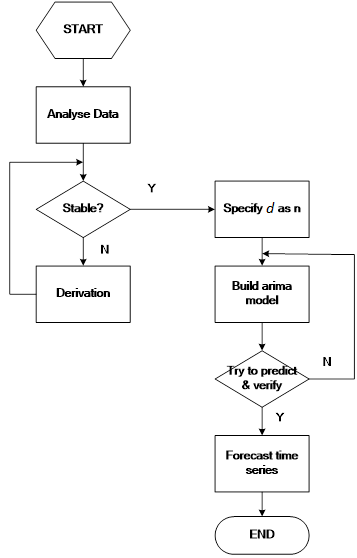 START
Analyse Data
Stable?
Y
N
Derivation
Specify d as n
Build arima
model
Try to predict
& verify
N
Y
Forecast time
series
END